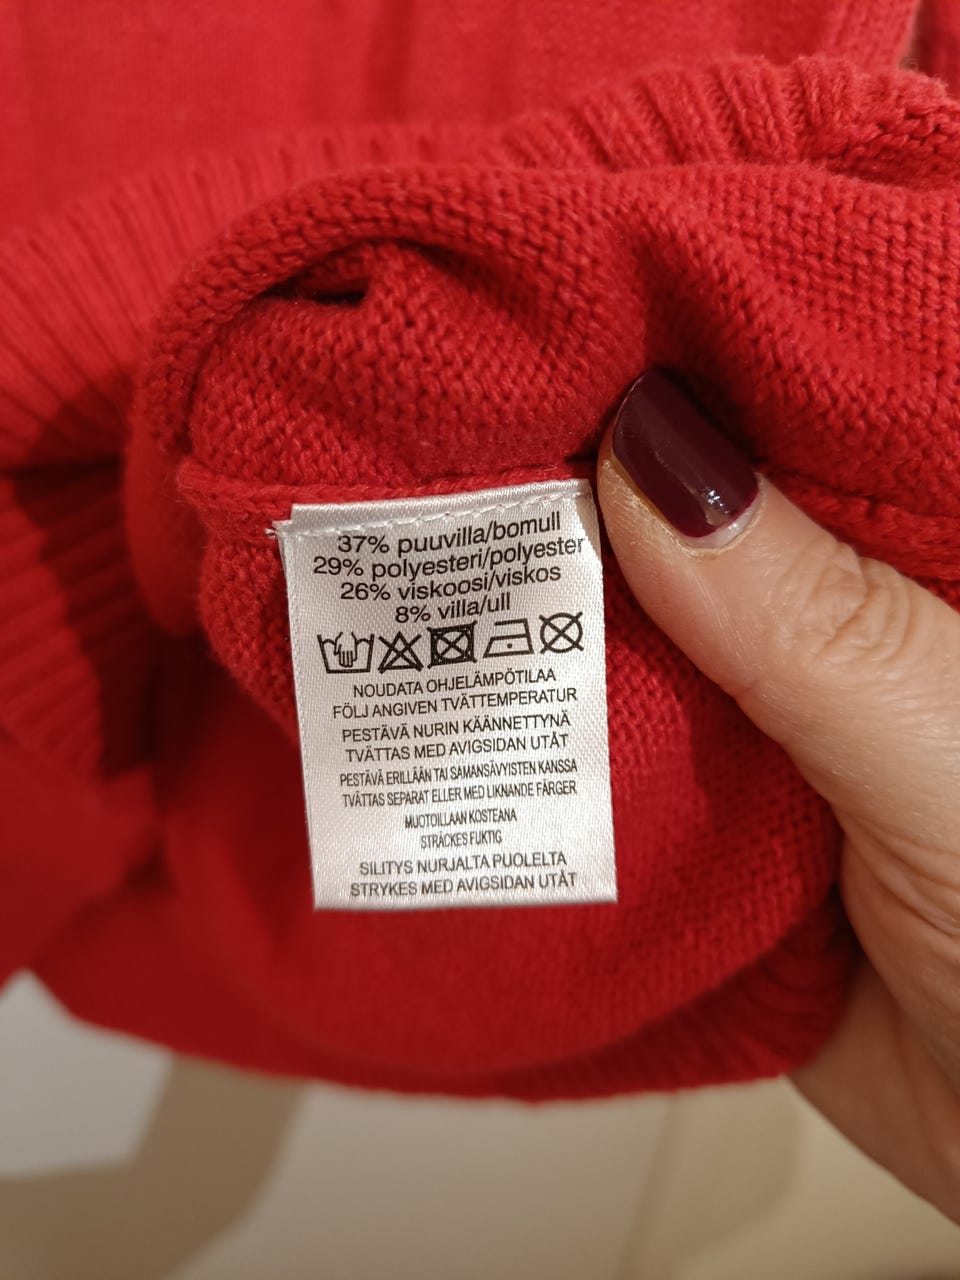 37% puuvilla/bomull
29% polyesteri/polyester
26% viskoosi/viskos
8% villa/ull
NOUDATA OHJELÄMPÖTILAA
FÖLJ ANGIVEN TVÄTTEMPERATUR
PESTÄVÄ NURIN KÄÄNNETTYNÄ
TVÄTTAS MED AVIGSIDAN UTÅT
PESTÄVÄ ERILLÄÄN TAI SAMANSÄVYISTEN KANSSA
TVÄTTAS SEPARAT ELLER MED LIKNANDE FÄRGER
MUOTOILLAAN KOSTEANA
STRÄCKES FUKTIG
SILITYS NURJALTA PUOLELTA
STRYKES MED AVIGSIDAN UTÅT